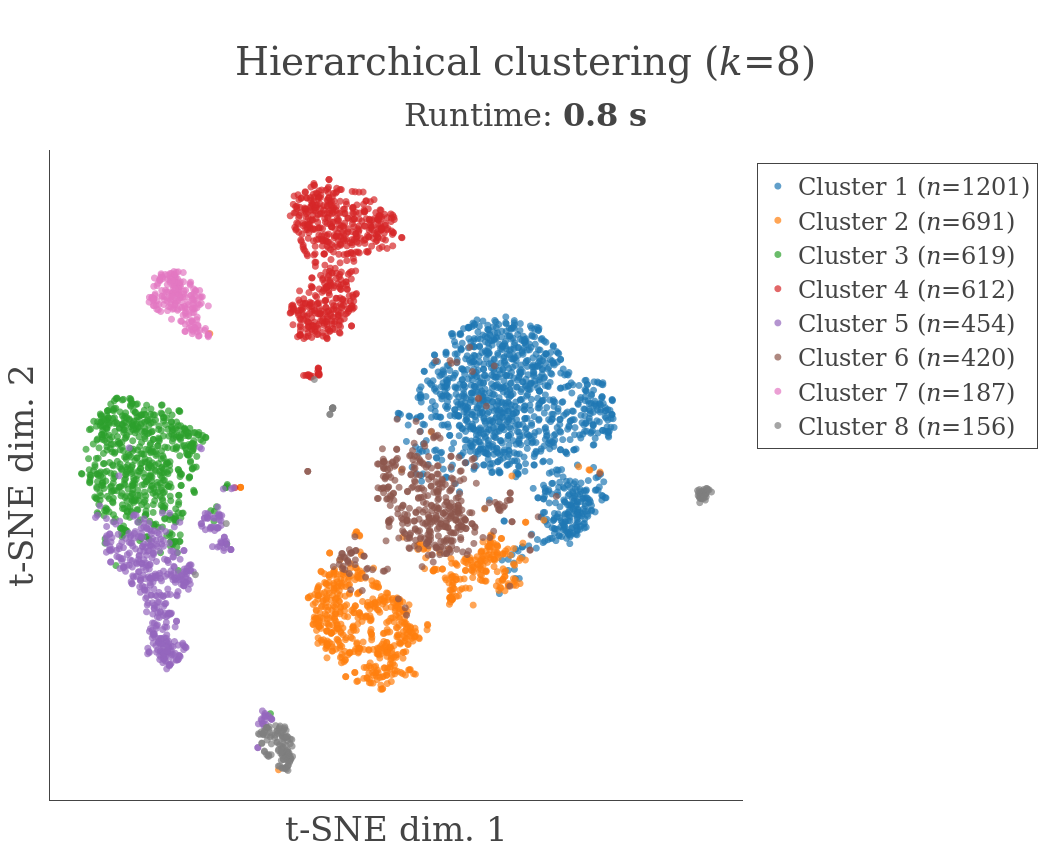 Hierarchical clustering (k=8)
Runtime: 0.8 s
t-SNE dim. 2
Cluster 1 (n=1201)
Cluster 2 (n=691)
Cluster 3 (n=619)
Cluster 4 (n=612)
Cluster 5 (n=454)
Cluster 6 (n=420)
Cluster 7 (n=187)
Cluster 8 (n=156)
t-SNE dim. 1